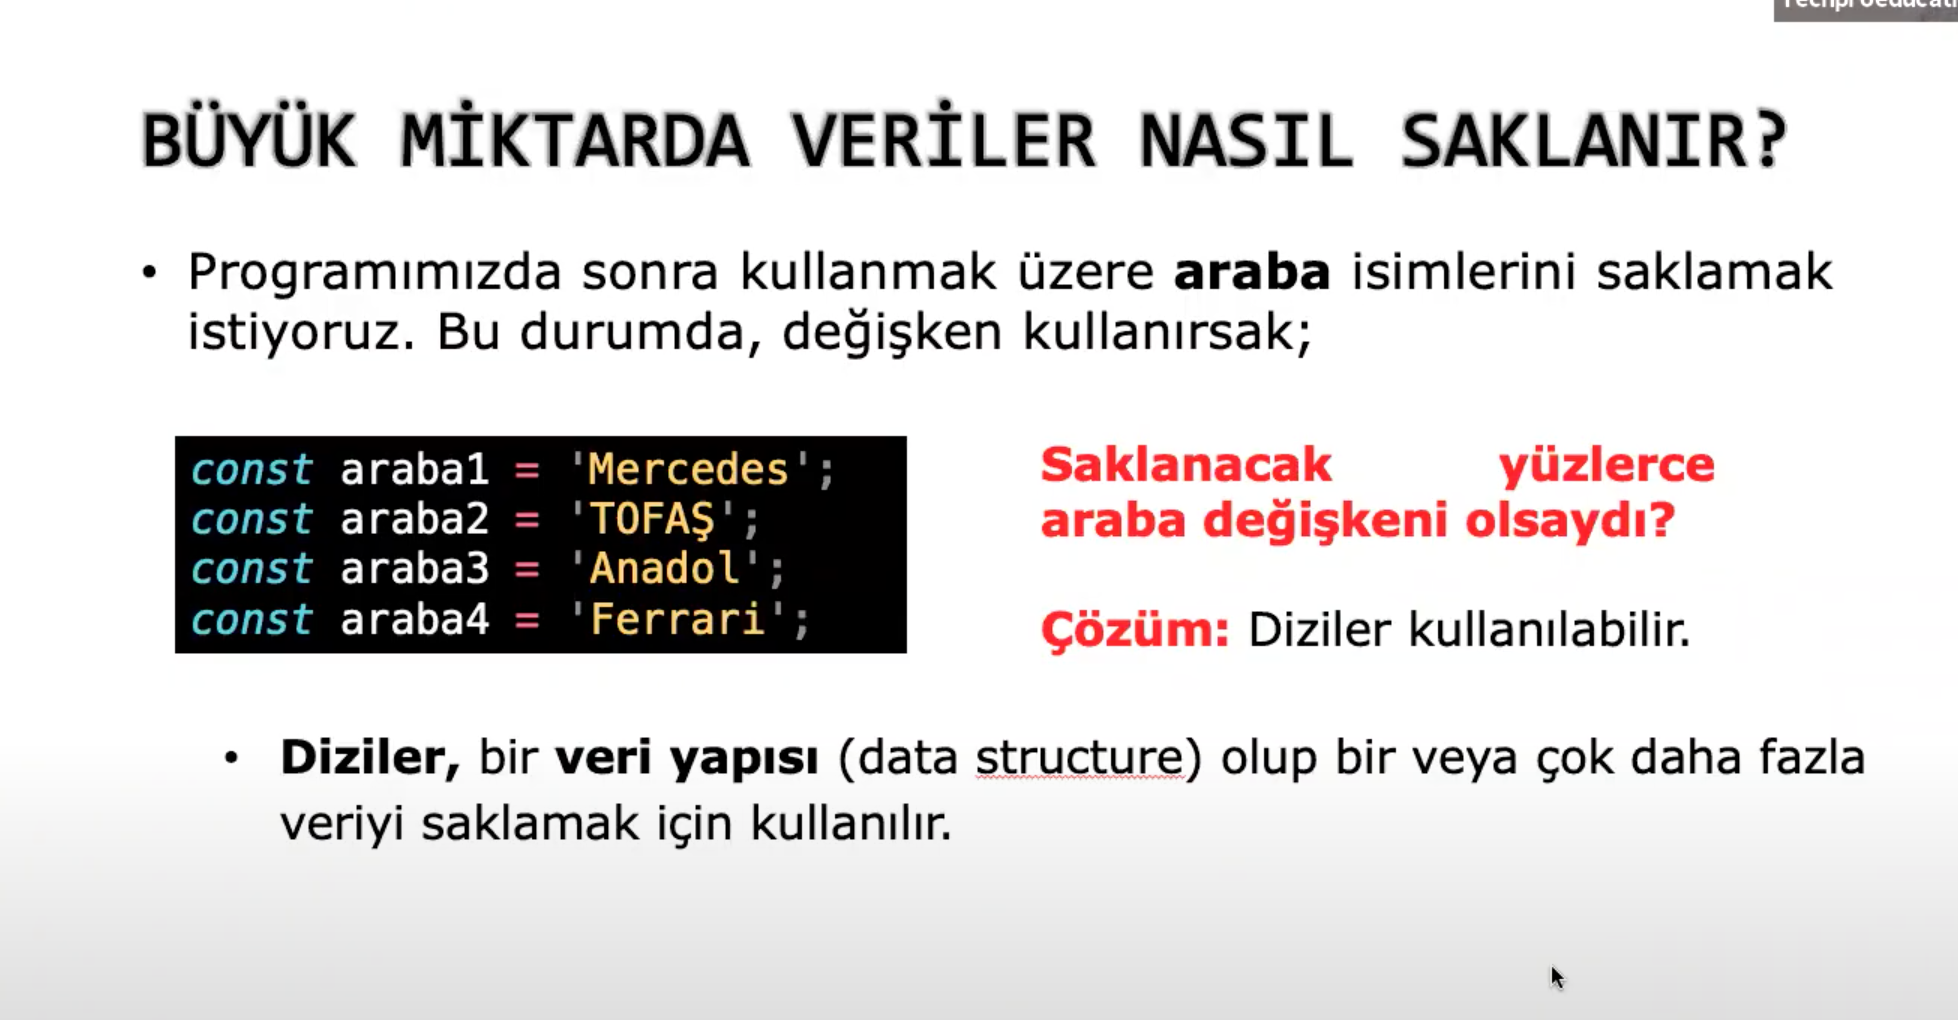 BÜYÜK MİKTARDA VERİLER NASIL SAKLANIR?
• Programımızda sonra kullanmak üzere araba isimlerini saklamak
istiyoruz. Bu durumda, değişken kullanırsak;
const araba1 = 'Mercedes';
const araba2 = 'TOFAŞ';
const araba3 = 'Anadol';
const araba4 = 'Ferrari';
Saklanacak yüzlerce
araba değişkeni olsaydı?
Çözüm: Diziler kullanılabilir.
• Diziler, bir veri yapısı (data structure) olup bir veya çok daha fazla
veriyi saklamak için kullanılır.